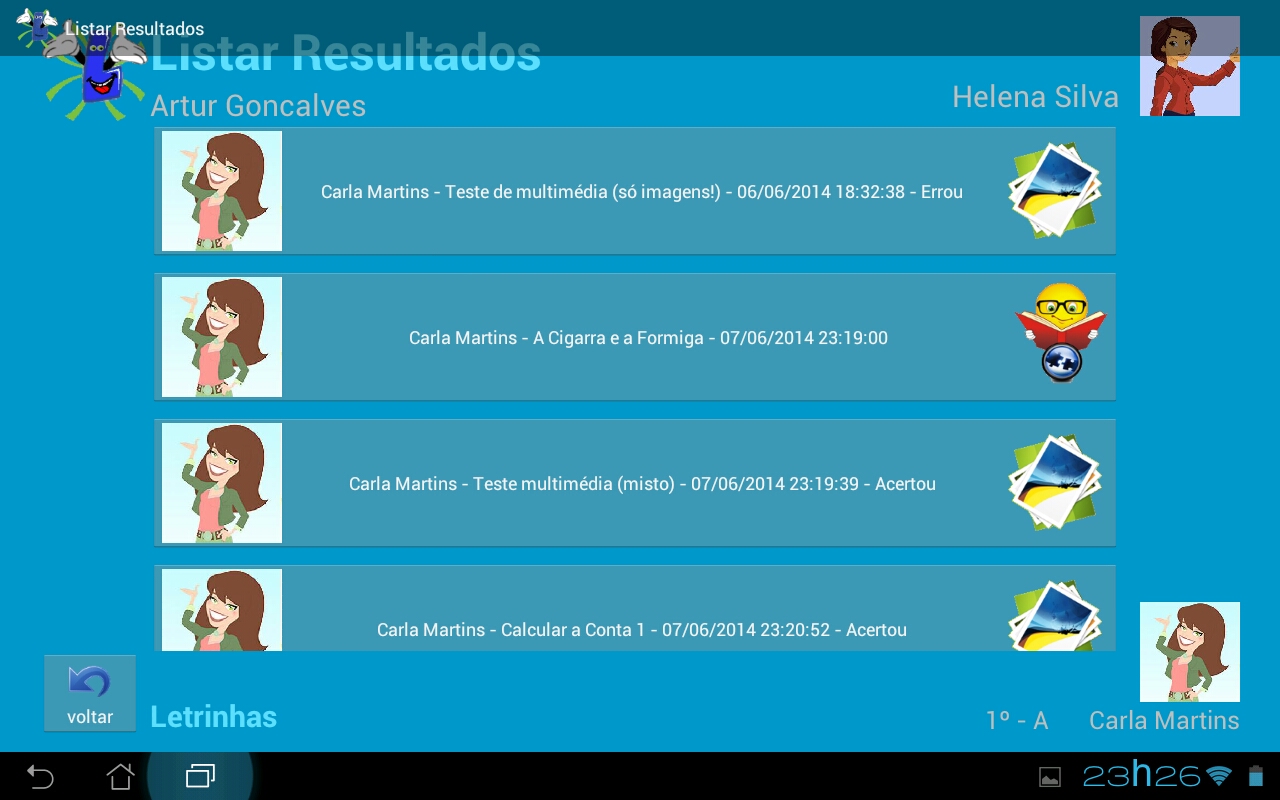 Listar Resultados
Listar Resultados
Artur Goncalves
Helena Silva
Carla Martins - Teste de multimédia (só imagens!) - 06/06/2014 18:32:38 - Errou
Carla Martins - A Cigarra e a Formiga - 07/06/2014 23:19:00
Carla Martins - Teste multimédia (misto) - 07/06/2014 23:19:39 - Acertou
Carla Martins - Calcular a Conta 1 - 07/06/2014 23:20:52 - Acertou
voltar
Letrinhas
1º - A
Carla Martins
23h26